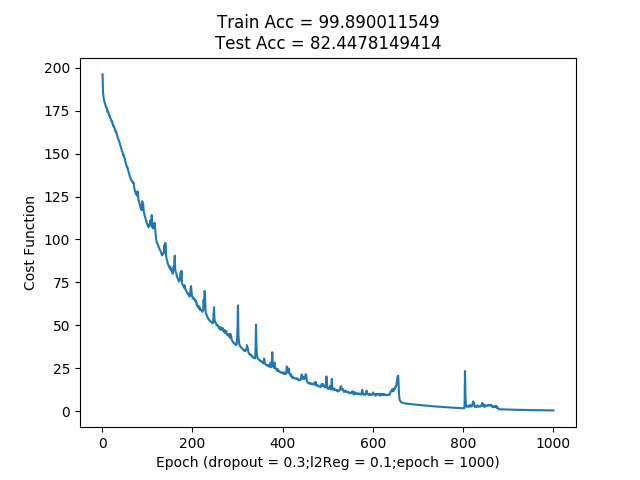 Train Acc = 99.890011549
Test Acc = 82.4478149414
200
175
150
125
100
75
50
25
0
Cost Function
0 200 400 600 800 1000
Epoch (dropout = 0.3;l2Reg = 0.1;epoch = 1000)